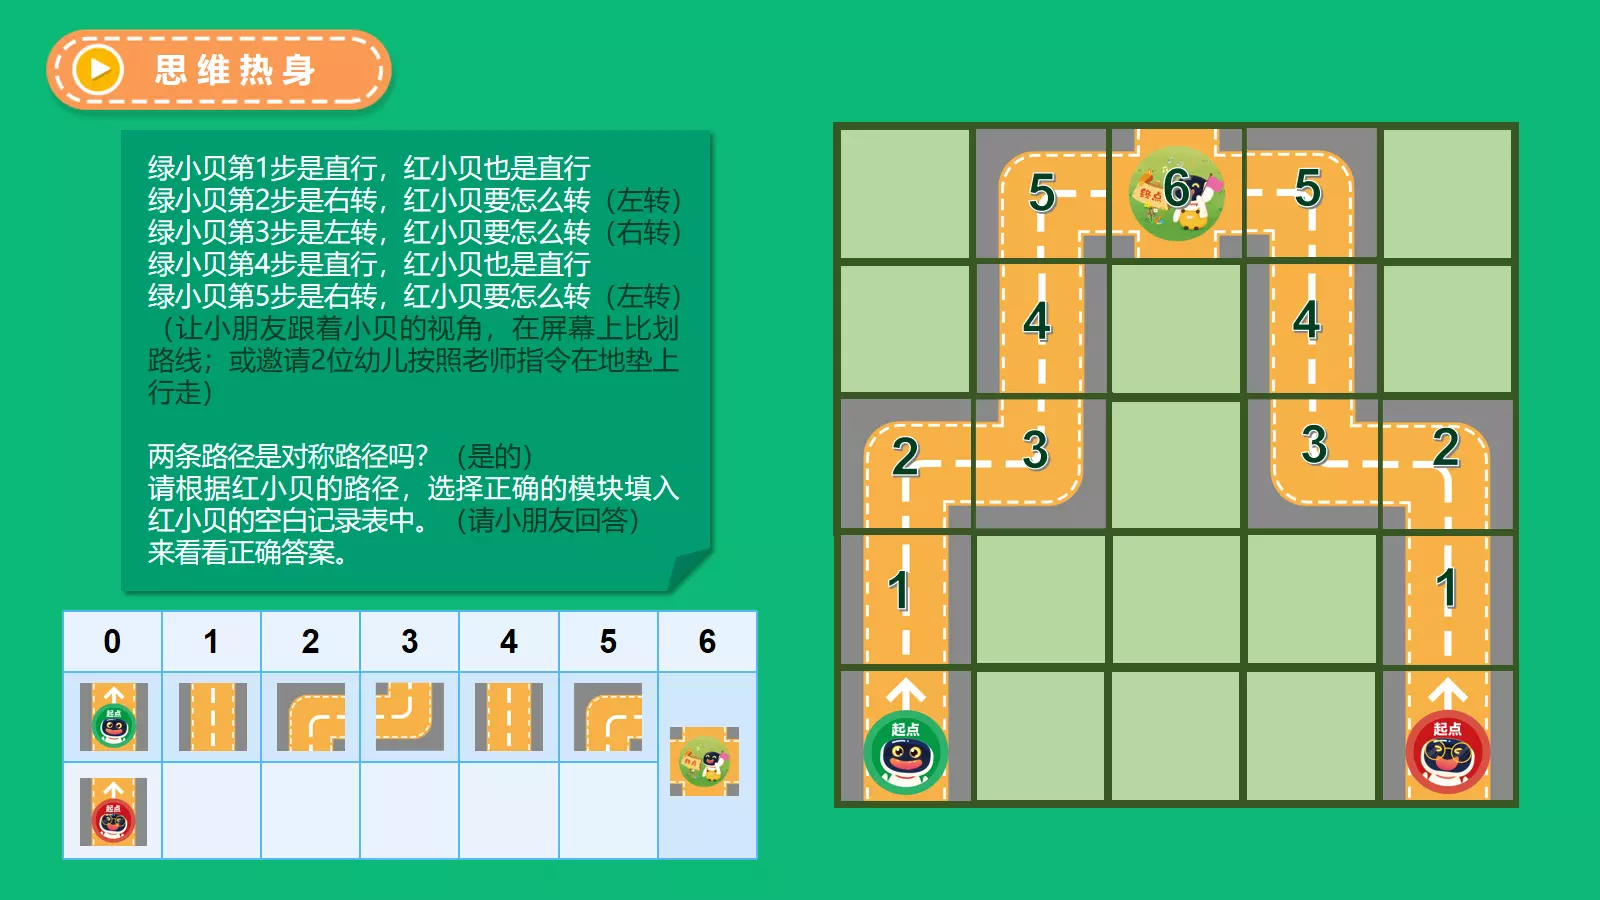 思维热身
绿小贝第1步是直行，红小贝也是直行
绿小贝第2步是右转，红小贝要怎么转（左转）
绿小贝第3步是左转，红小贝要怎么转（右转）
绿小贝第4步是直行，红小贝也是直行
绿小贝第5步是右转，红小贝要怎么转（左转）
（让小朋友跟着小贝的视角，在屏幕上比划
路线；或邀请2位幼儿按照老师指令在地垫上
行走）
两条路径是对称路径吗？（是的）
请根据红小贝的路径，选择正确的模块填入
红小贝的空白记录表中。（请小朋友回答）
来看看正确答案。
0 1 2 3 4 5 6
起点
终点
起点
5 6 5
终点
4 4
2 3 3 2
1 1
起点 起点